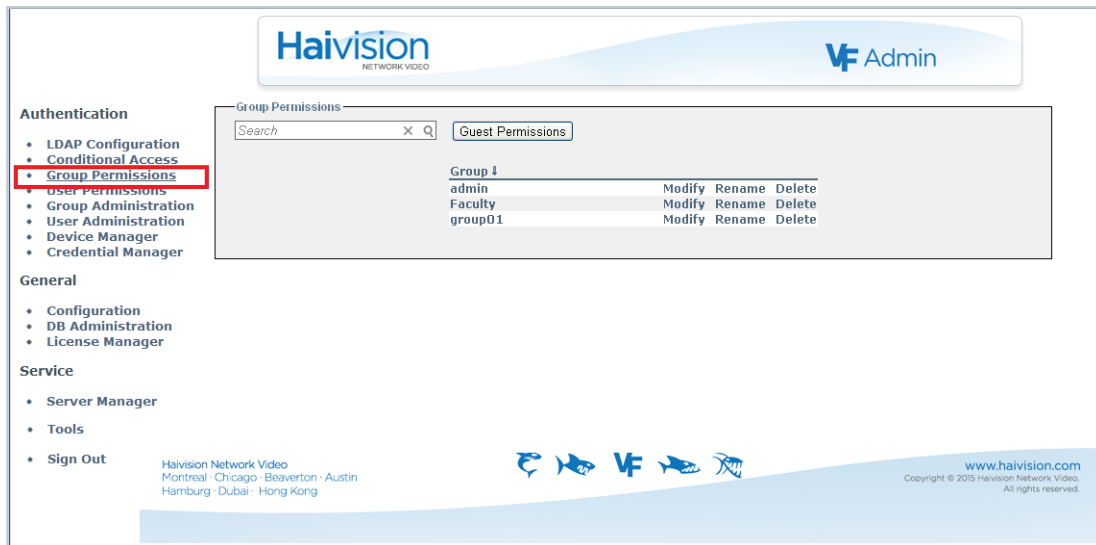 Haivision
NETWORK VIDEO
VF Admin
Authentication
LDAP Configuration
Conditional Access
Group Permissions
User Permissions
Group Administration
User Administration
Device Manager
Credential Manager
General
Configuration
DB Administration
License Manager
Service
Server Manager
Tools
Sign Out
Group Permissions
Search
Guest Permissions
Group ↓
admin Modify Rename Delete
Faculty Modify Rename Delete
group01 Modify Rename Delete
Haivision Network Video
Montreal · Chicago · Beaverton · Austin
Hamburg · Dubai · Hong Kong
VF
www.haivision.com
Copyright © 2015 Haivision Network Video.
All rights reserved.